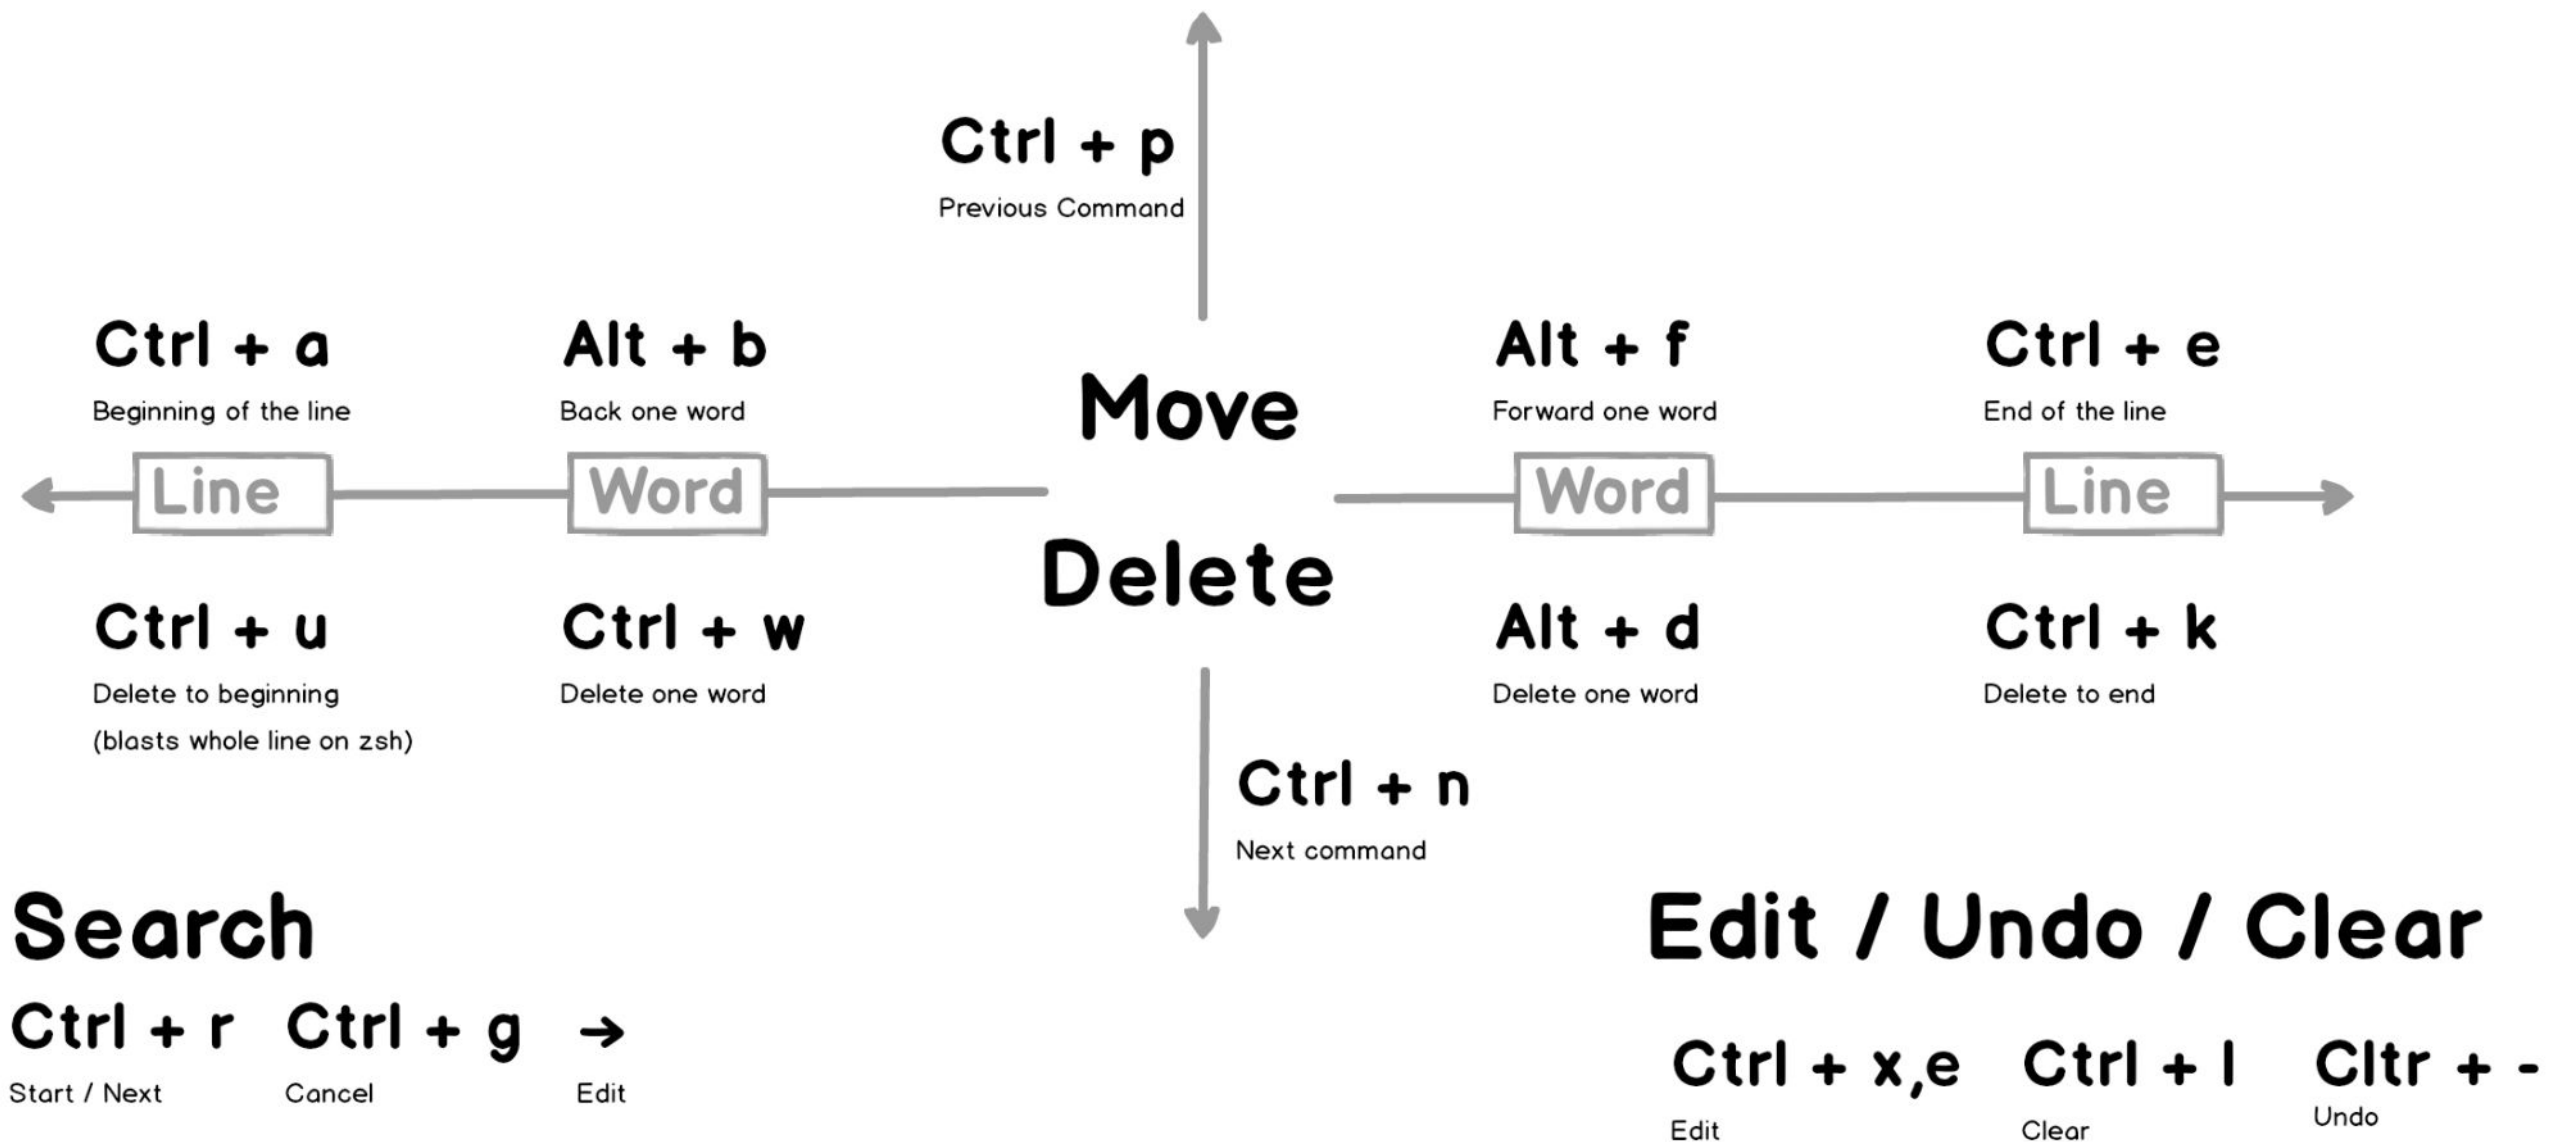 Ctrl + p
Previous Command
Ctrl + a
Alt + b
Alt + f
Ctrl + e
Beginning of the line
Back one word
Move
Forward one word
End of the line
Line
Word
Word
Line
Delete
Ctrl + u
Ctrl + w
Alt + d
Ctrl + k
Delete to beginning
(blasts whole line on zsh)
Delete one word
Delete one word
Delete to end
Ctrl + n
Next command
Search
Ctrl + r
Ctrl + g
→
Start / Next
Cancel
Edit
Edit / Undo / Clear
Ctrl + x,e
Ctrl + l
Cltr + -
Edit
Clear
Undo